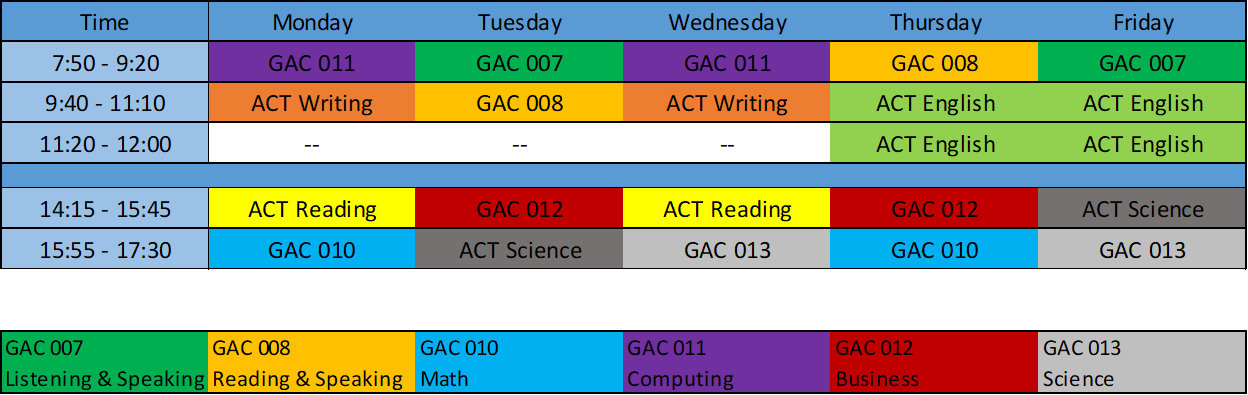 Time Monday Tuesday Wednesday Thursday Friday
7:50 - 9:20 GAC 011 GAC 007 GAC 011 GAC 008 GAC 007
9:40 - 11:10 ACT Writing GAC 008 ACT Writing ACT English ACT English
11:20 - 12:00 -- -- -- ACT English ACT English
14:15 - 15:45 ACT Reading GAC 012 ACT Reading GAC 012 ACT Science
15:55 - 17:30 GAC 010 ACT Science GAC 013 GAC 010 GAC 013
GAC 007 GAC 008 GAC 010 GAC 011 GAC 012 GAC 013
Listening & Speaking Reading & Speaking Math Computing Business Science